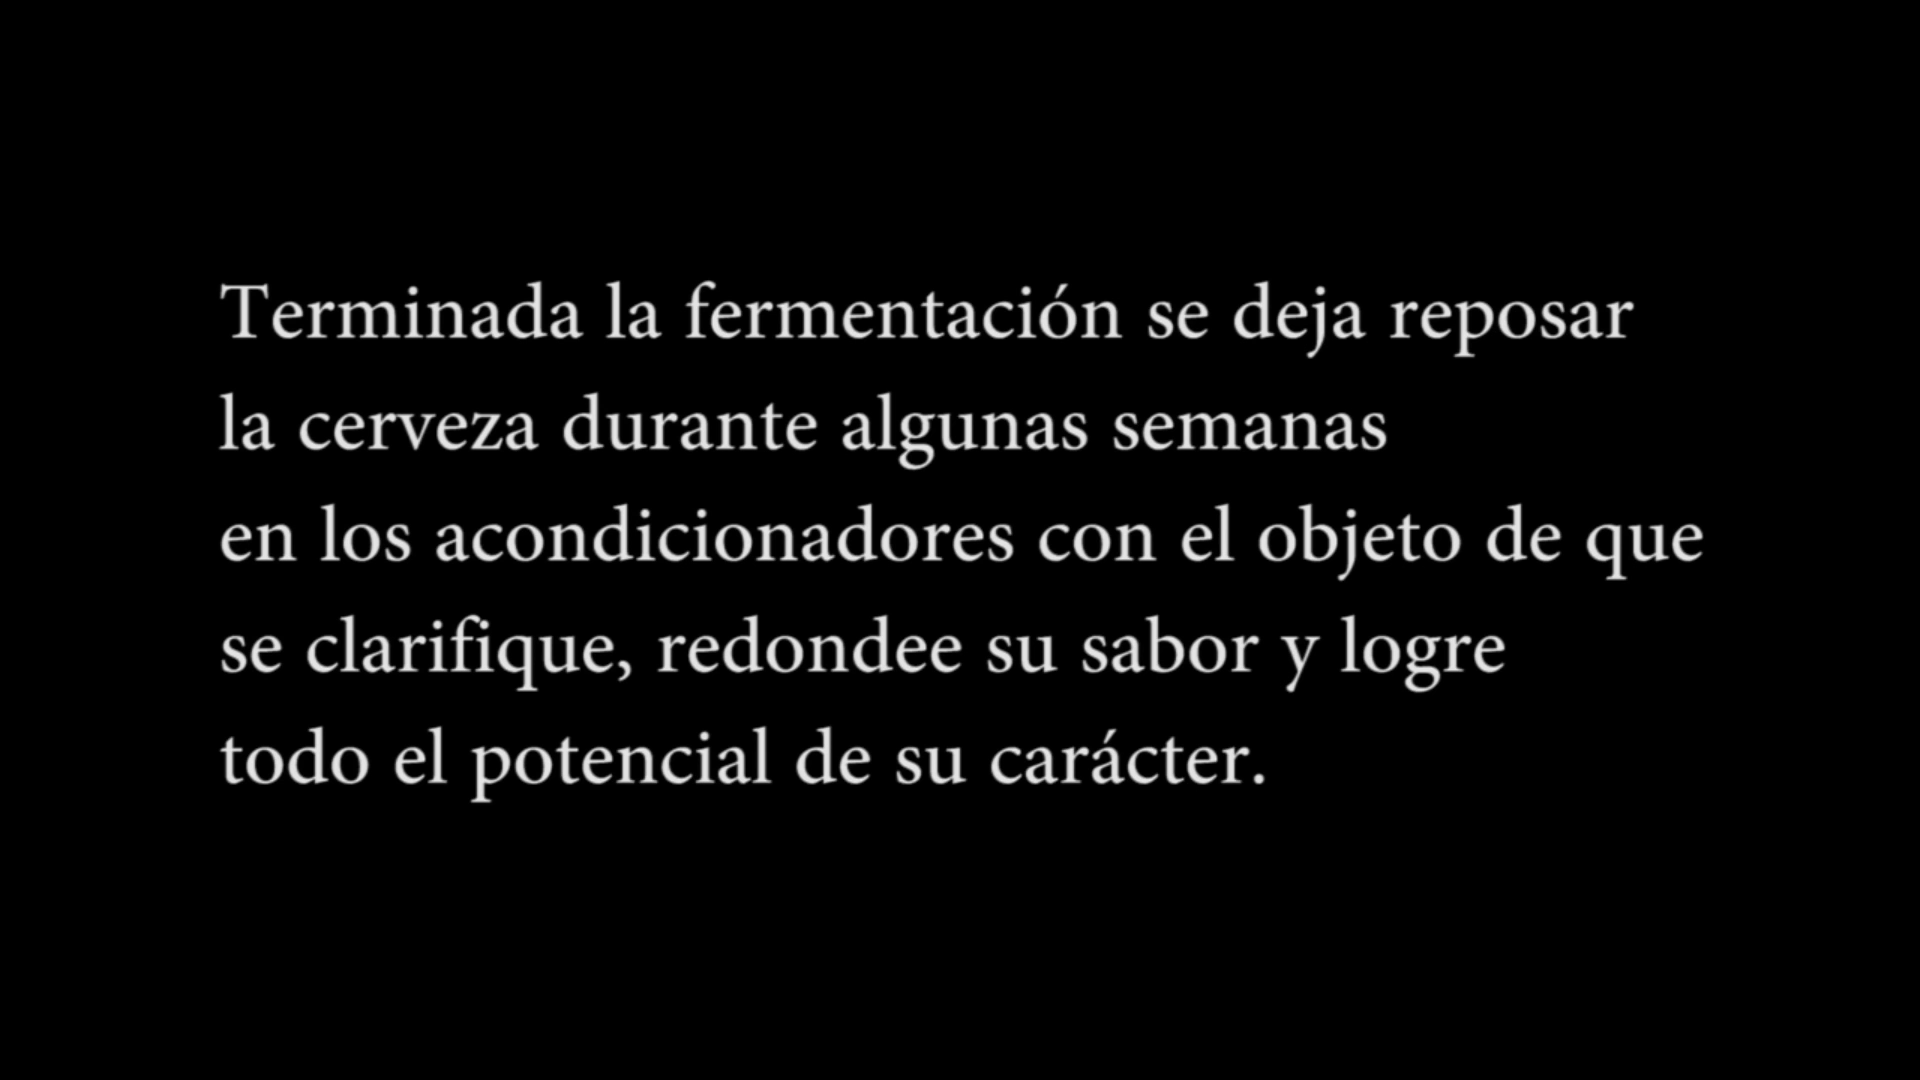 Terminada la fermentación se deja reposar
la cerveza durante algunas semanas
en los acondicionadores con el objeto de que
se clarifique, redondee su sabor y logre
todo el potencial de su carácter.